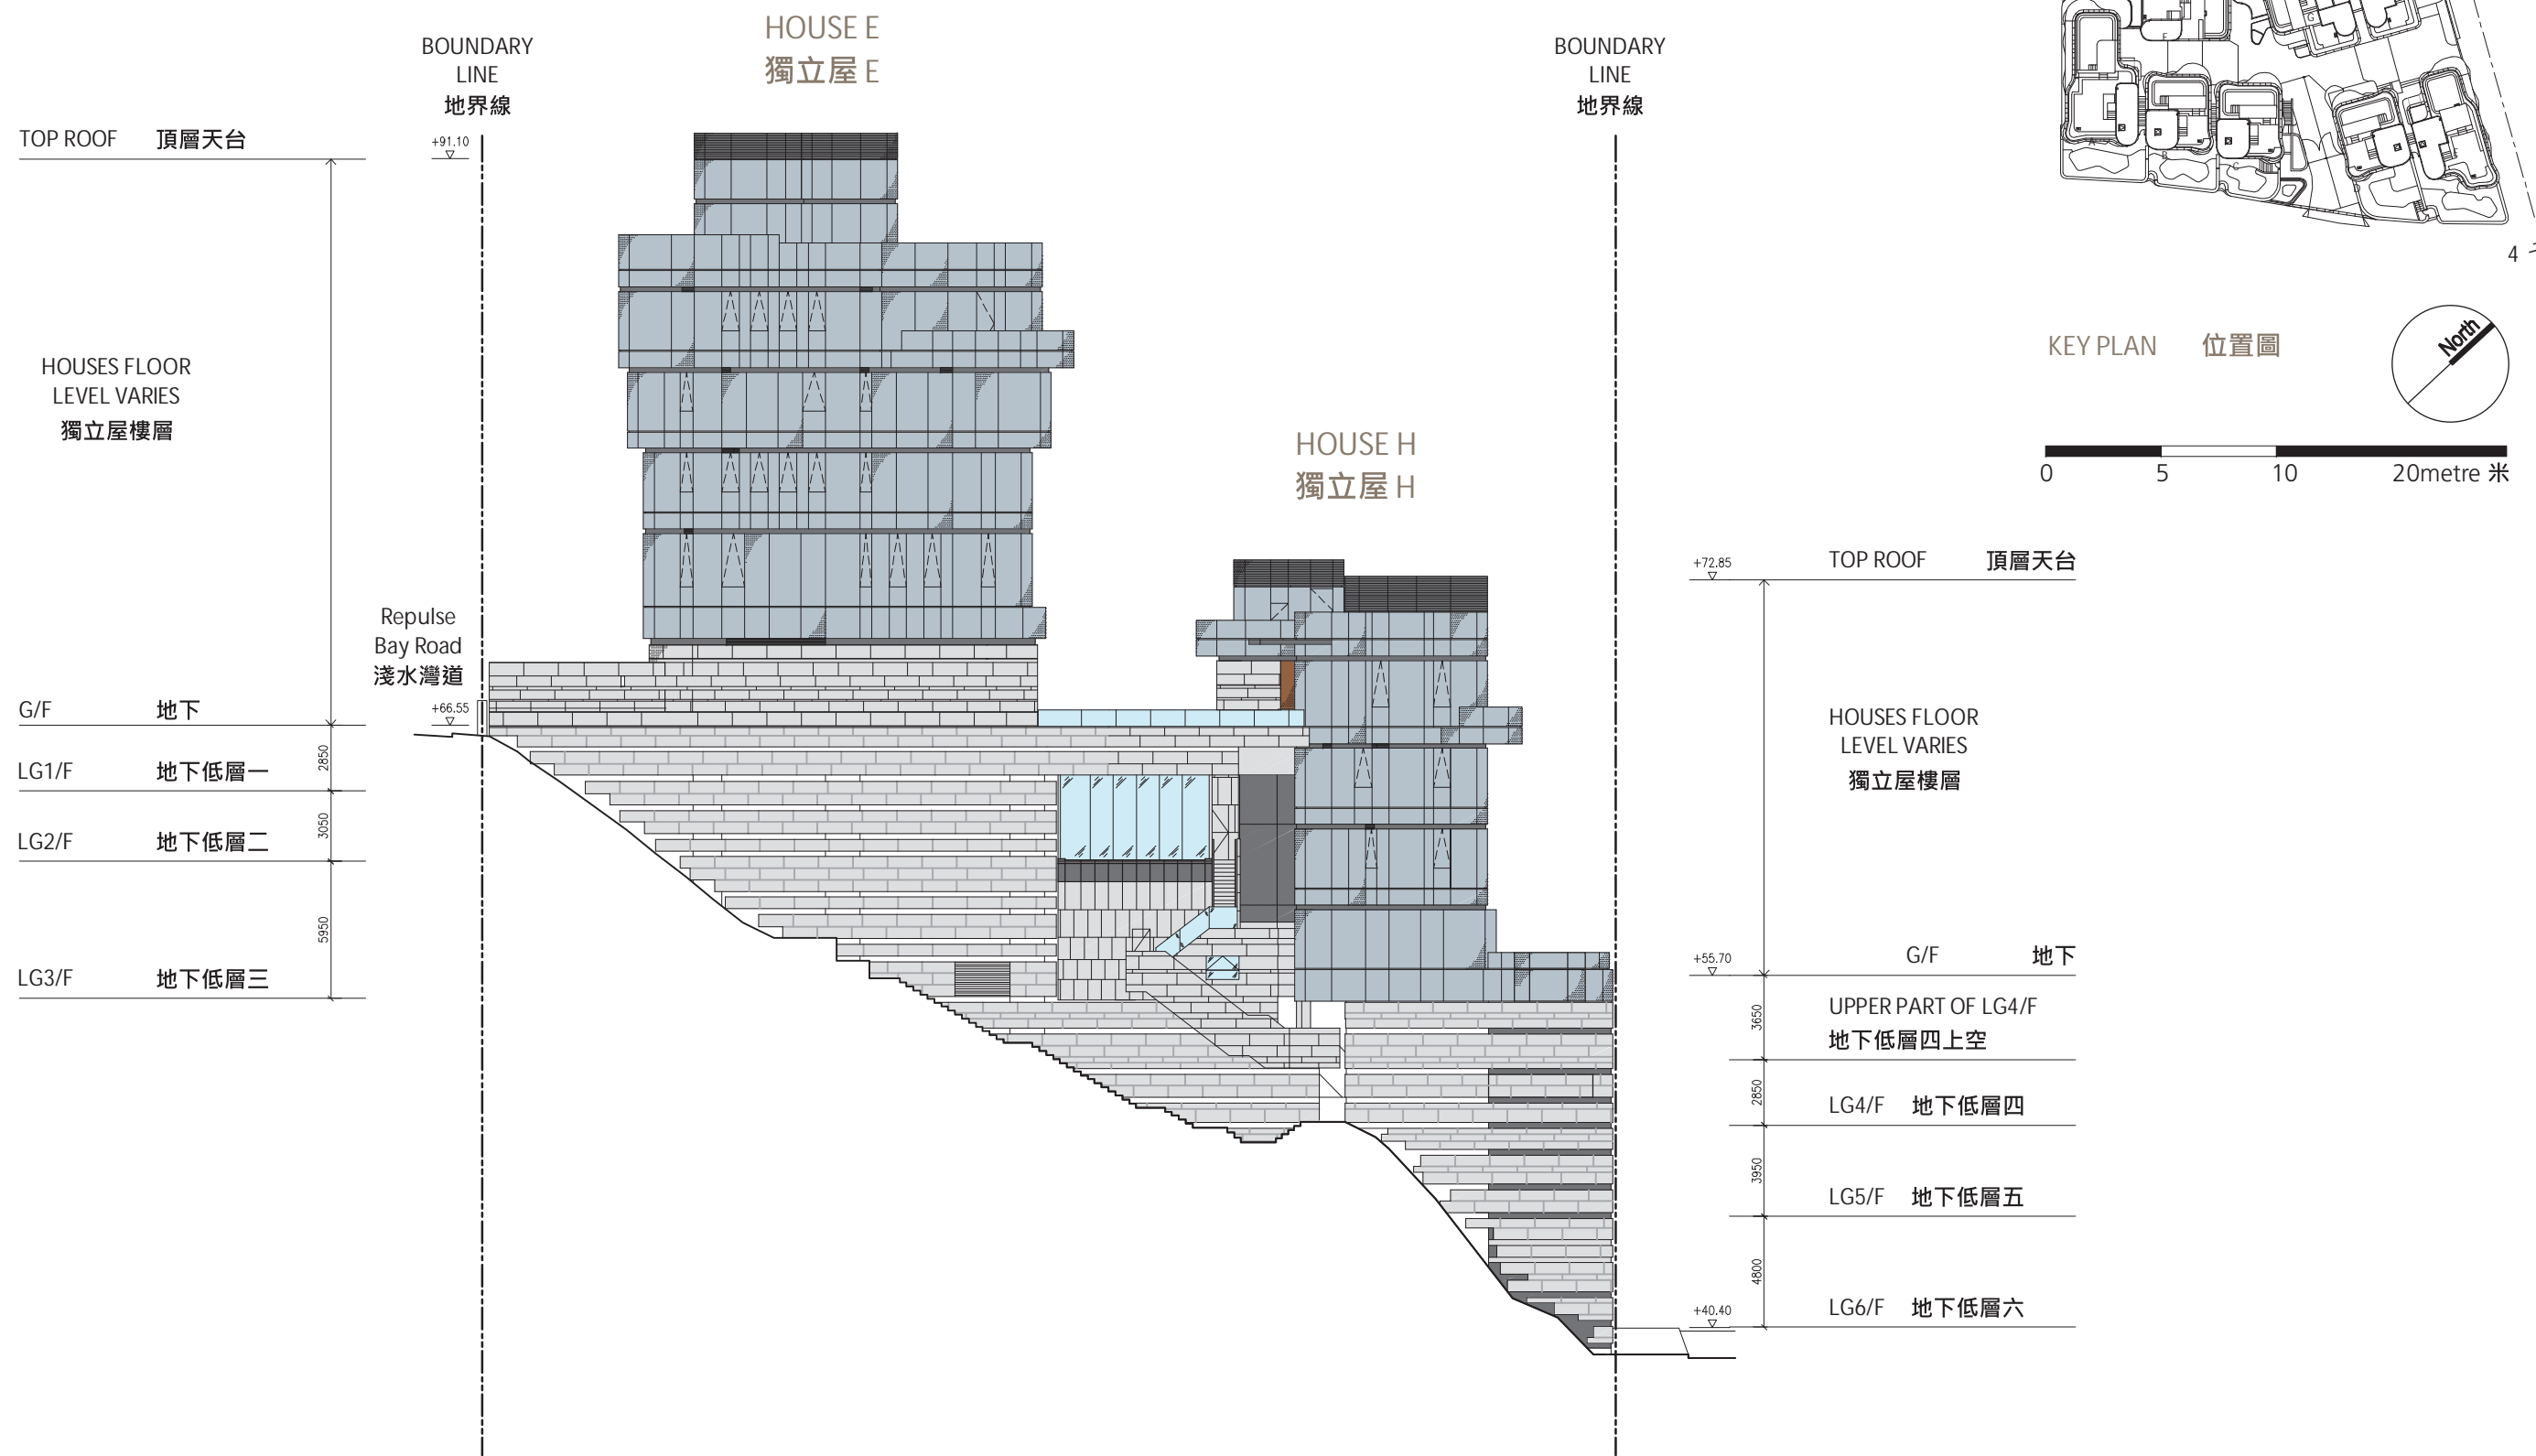 HOUSE E
獨立屋 E
BOUNDARY
LINE
地界線
BOUNDARY
LINE
地界線
TOP ROOF 頂層天台
+91.10
HOUSES FLOOR
LEVEL VARIES
獨立屋樓層
Repulse
Bay Road
淺水灣道
G/F 地下
+66.55
2850
LG1/F 地下低層一
3050
LG2/F 地下低層二
5950
LG3/F 地下低層三
HOUSE H
獨立屋 H
4
KEY PLAN 位置圖
North
0 5 10 20metre 米
+72.85
TOP ROOF 頂層天台
HOUSES FLOOR
LEVEL VARIES
獨立屋樓層
+55.70
G/F 地下
3650
UPPER PART OF LG4/F
地下低層四上空
2850
LG4/F 地下低層四
3950
LG5/F 地下低層五
4800
+40.40
LG6/F 地下低層六